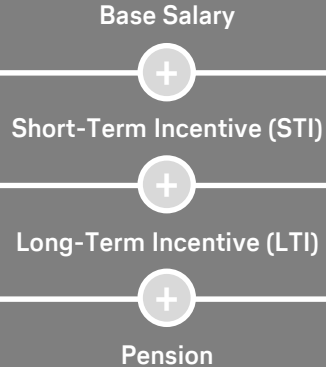 Base Salary
+
Short-Term Incentive (STI)
+
Long-Term Incentive (LTI)
+
Pension